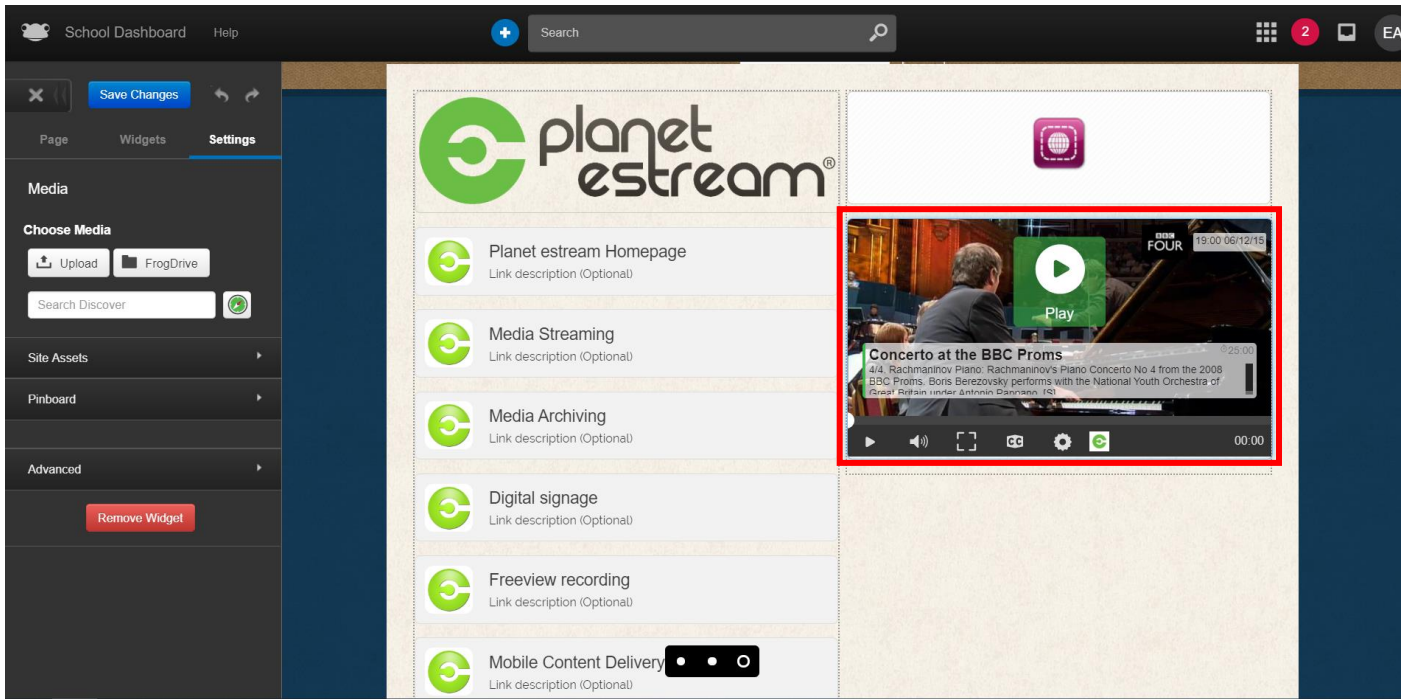 School Dashboard Help
Search
2
EA
Save Changes
Page Widgets Settings
Media
Choose Media
Upload FrogDrive
Search Discover
Site Assets
Pinboard
Advanced
Remove Widget
planet
estream®
Planet estream Homepage
Link description (Optional)
Media Streaming
Link description (Optional)
Media Archiving
Link description (Optional)
Digital signage
Link description (Optional)
Freeview recording
Link description (Optional)
Mobile Content Delivery
Link description (Optional)
BBC
FOUR
19:00 06/12/15
Play
Concerto at the BBC Proms
25:00
4/4. Rachmaninov Piano: Rachmaninov's Piano Concerto No 4 from the 2008
BBC Proms. Boris Berezovsky performs with the National Youth Orchestra of
Great Britain under Antonio Pappano. [S]
CC
00:00